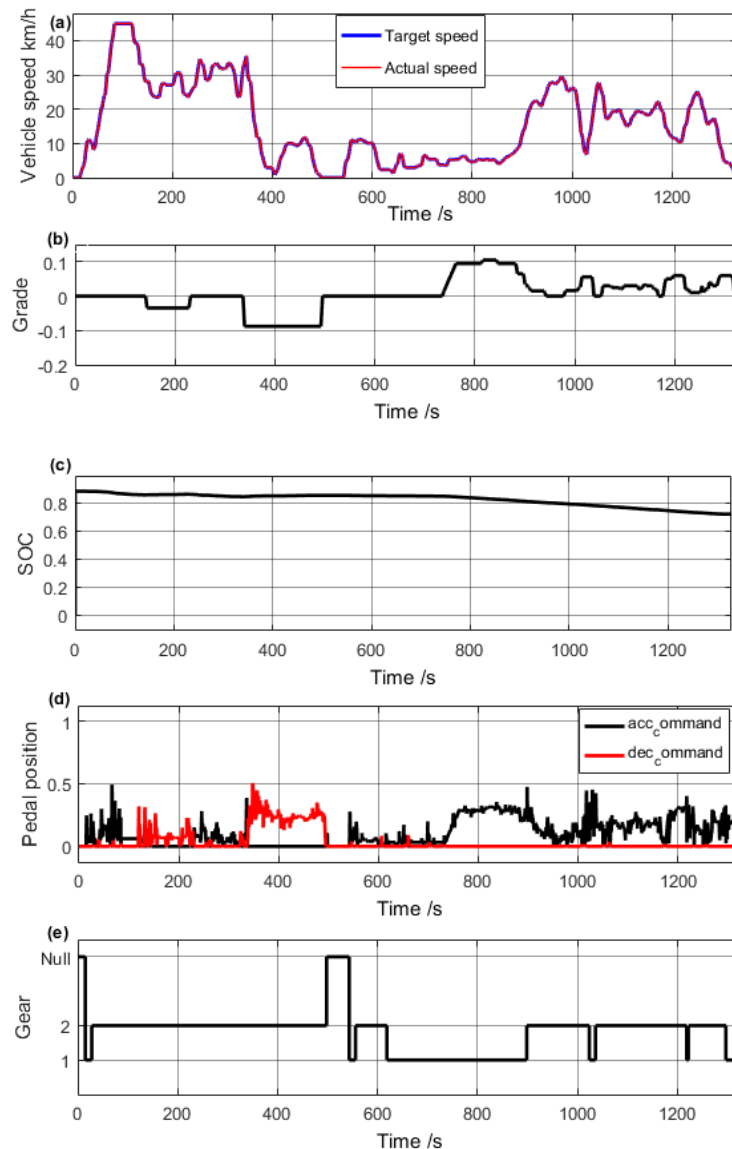 (a)
Vehicle speed km/h
40
30
20
10
0
Target speed
Actual speed
0 200 400 600 800 1000 1200
Time /s
(b)
Grade
0.1
0
-0.1
-0.2
0 200 400 600 800 1000 1200
Time /s
(c)
SOC
0.8
0.6
0.4
0.2
0
0 200 400 600 800 1000 1200
Time /s
(d)
Pedal position
1
0.5
0
acc_command
dec_command
0 200 400 600 800 1000 1200
Time /s
(e)
Gear
Null
2
1
0 200 400 600 800 1000 1200
Time /s